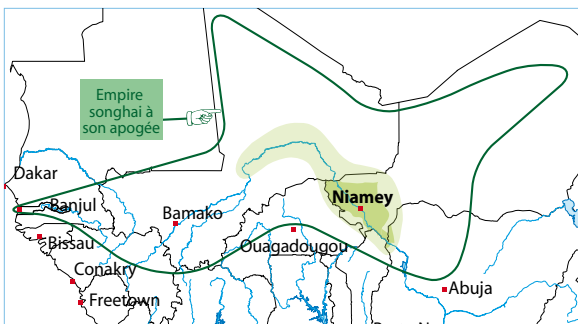 Empire
songhai à
son apogée
Dakar
Banjul
Bamako
Niamey
Bissau
Ouagadougou
Conakry
Abuja
Freetown